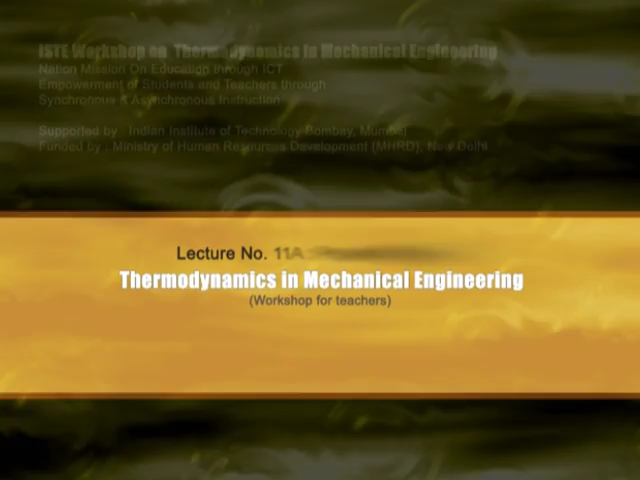 ISTE Workshop on Thermodynamics in Mechanical Engineering
Nation Mission On Education through ICT
Empowerment of Students and Teachers through
Synchronous & Asynchronous Instruction
Supported by : Indian Institute of Technology Bombay, Mumbai
Funded by : Ministry of Human Resources Development (MHRD), New Delhi
Lecture No. 11A
Thermodynamics in Mechanical Engineering
(Workshop for teachers)